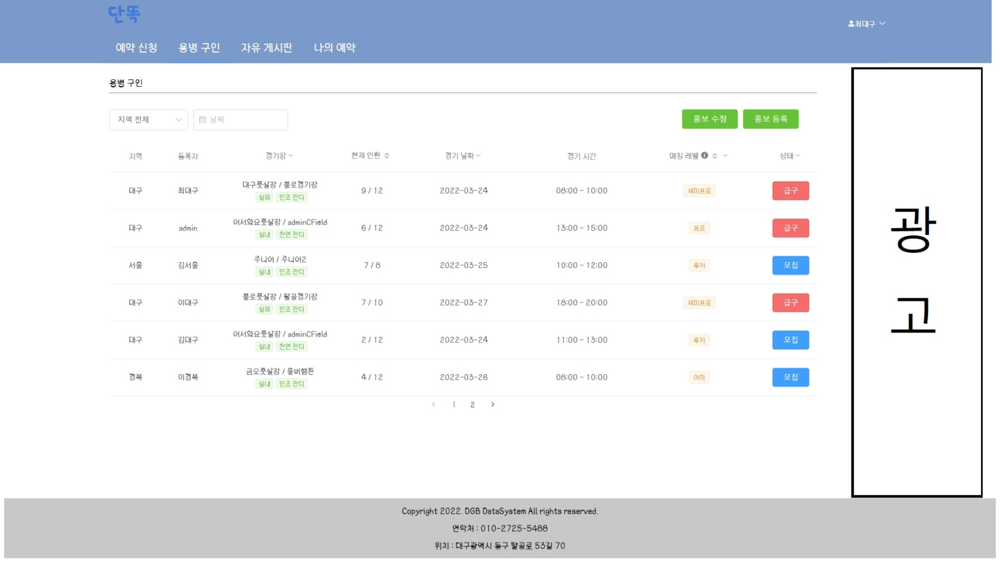 단똑
최대구
예약 신청 용병 구인 자유 게시판 나의 예약
용병 구인
지역 전체 날짜 홍보 수정 홍보 등록
지역 등록자 경기장 현재 인원 경기 날짜 경기 시간 매칭 레벨 상태
대구 최대구 대구풋살장 / 불로경기장 9 / 12 2022-03-24 08:00 - 10:00 세미프로 급구
실외 인조 잔디
대구 admin 어서와요풋살장 / adminCField 6 / 12 2022-03-24 13:00 - 15:00 프로 급구
실내 천연 잔디
서울 김서울 주니어 / 주니어2 7 / 8 2022-03-25 10:00 - 12:00 루키 모집
실내 인조 잔디
대구 이대구 불로풋살장 / 팔공경기장 7 / 10 2022-03-27 18:00 - 20:00 세미프로 급구
실외 인조 잔디
대구 김대구 어서와요풋살장 / adminCField 2 / 12 2022-03-24 11:00 - 13:00 루키 모집
실내 천연 잔디
경북 이경북 금오풋살장 / 울버햄튼 4 / 12 2022-03-26 08:00 - 10:00 아마 모집
실내 인조 잔디
1 2
광
고
Copyright 2022. DGB DataSystem All rights reserved.
연락처 : 010-2725-5488
위치 : 대구광역시 동구 팔공로 53길 70